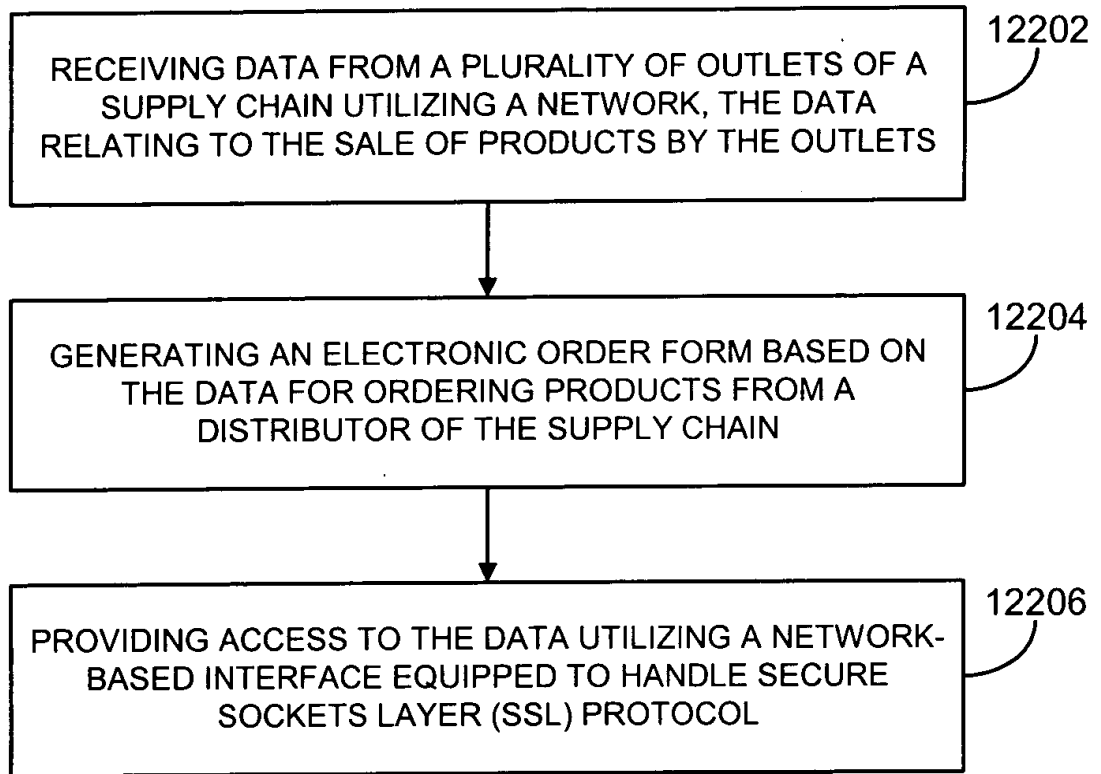 12202
RECEIVING DATA FROM A PLURALITY OF OUTLETS OF A
SUPPLY CHAIN UTILIZING A NETWORK, THE DATA
RELATING TO THE SALE OF PRODUCTS BY THE OUTLETS
12204
GENERATING AN ELECTRONIC ORDER FORM BASED ON
THE DATA FOR ORDERING PRODUCTS FROM A
DISTRIBUTOR OF THE SUPPLY CHAIN
12206
PROVIDING ACCESS TO THE DATA UTILIZING A NETWORK-
BASED INTERFACE EQUIPPED TO HANDLE SECURE
SOCKETS LAYER (SSL) PROTOCOL